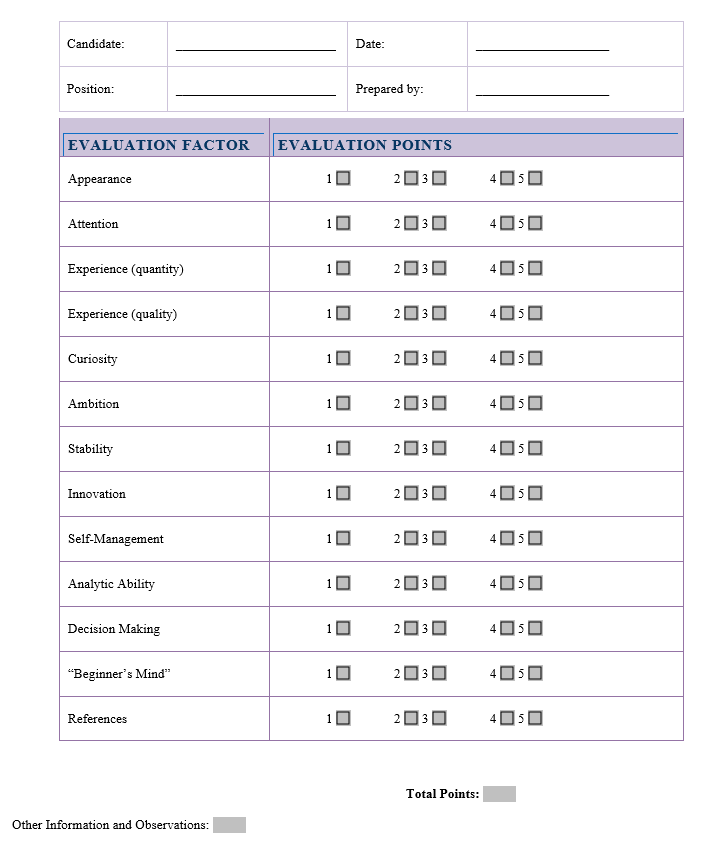 Candidate: Date:
Position: Prepared by:
EVALUATION FACTOR EVALUATION POINTS
Appearance 1 2 3 4 5
Attention 1 2 3 4 5
Experience (quantity) 1 2 3 4 5
Experience (quality) 1 2 3 4 5
Curiosity 1 2 3 4 5
Ambition 1 2 3 4 5
Stability 1 2 3 4 5
Innovation 1 2 3 4 5
Self-Management 1 2 3 4 5
Analytic Ability 1 2 3 4 5
Decision Making 1 2 3 4 5
“Beginner’s Mind” 1 2 3 4 5
References 1 2 3 4 5
Total Points:
Other Information and Observations: